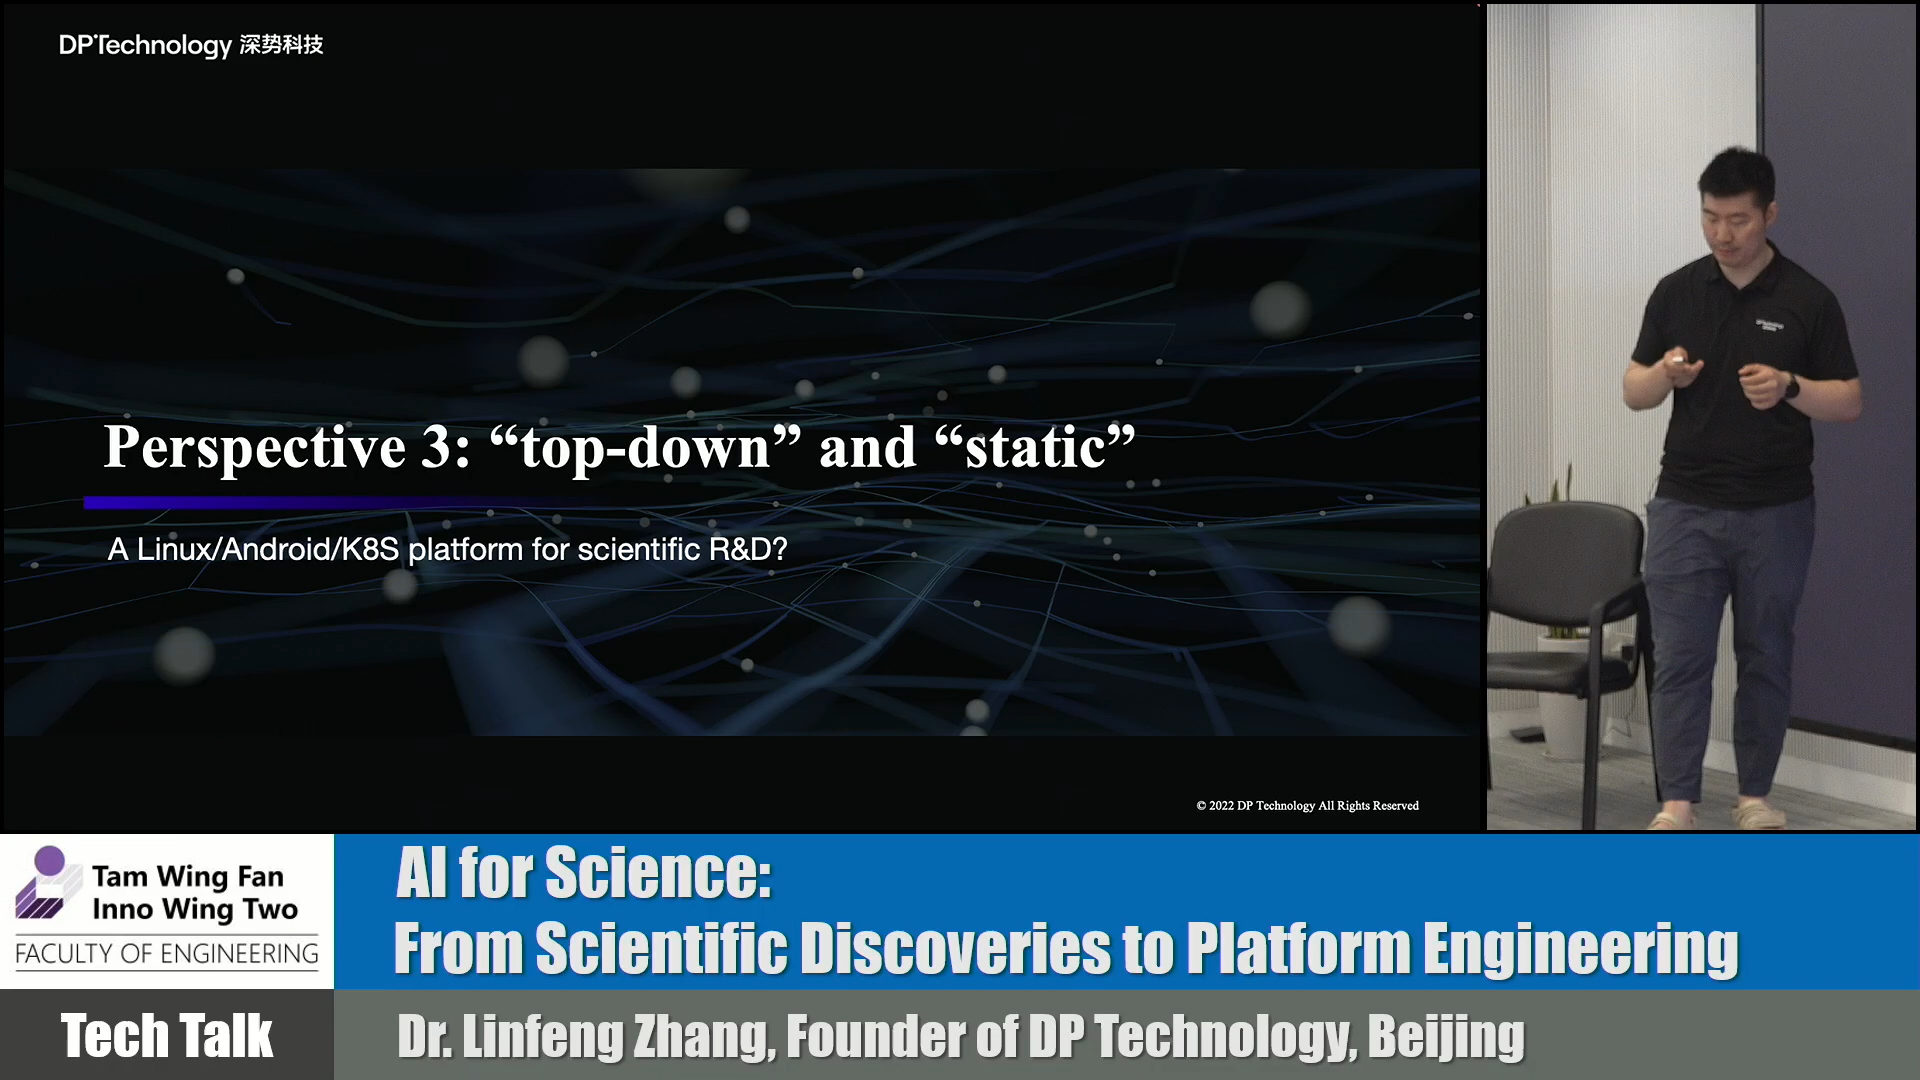 DP Technology 深势科技
Perspective 3: “top-down” and “static”
A Linux/Android/K8S platform for scientific R&D?
© 2022 DP Technology All Rights Reserved
Tam Wing Fan
Inno Wing Two
FACULTY OF ENGINEERING
AI for Science:
From Scientific Discoveries to Platform Engineering
Tech Talk
Dr. Linfeng Zhang, Founder of DP Technology, Beijing